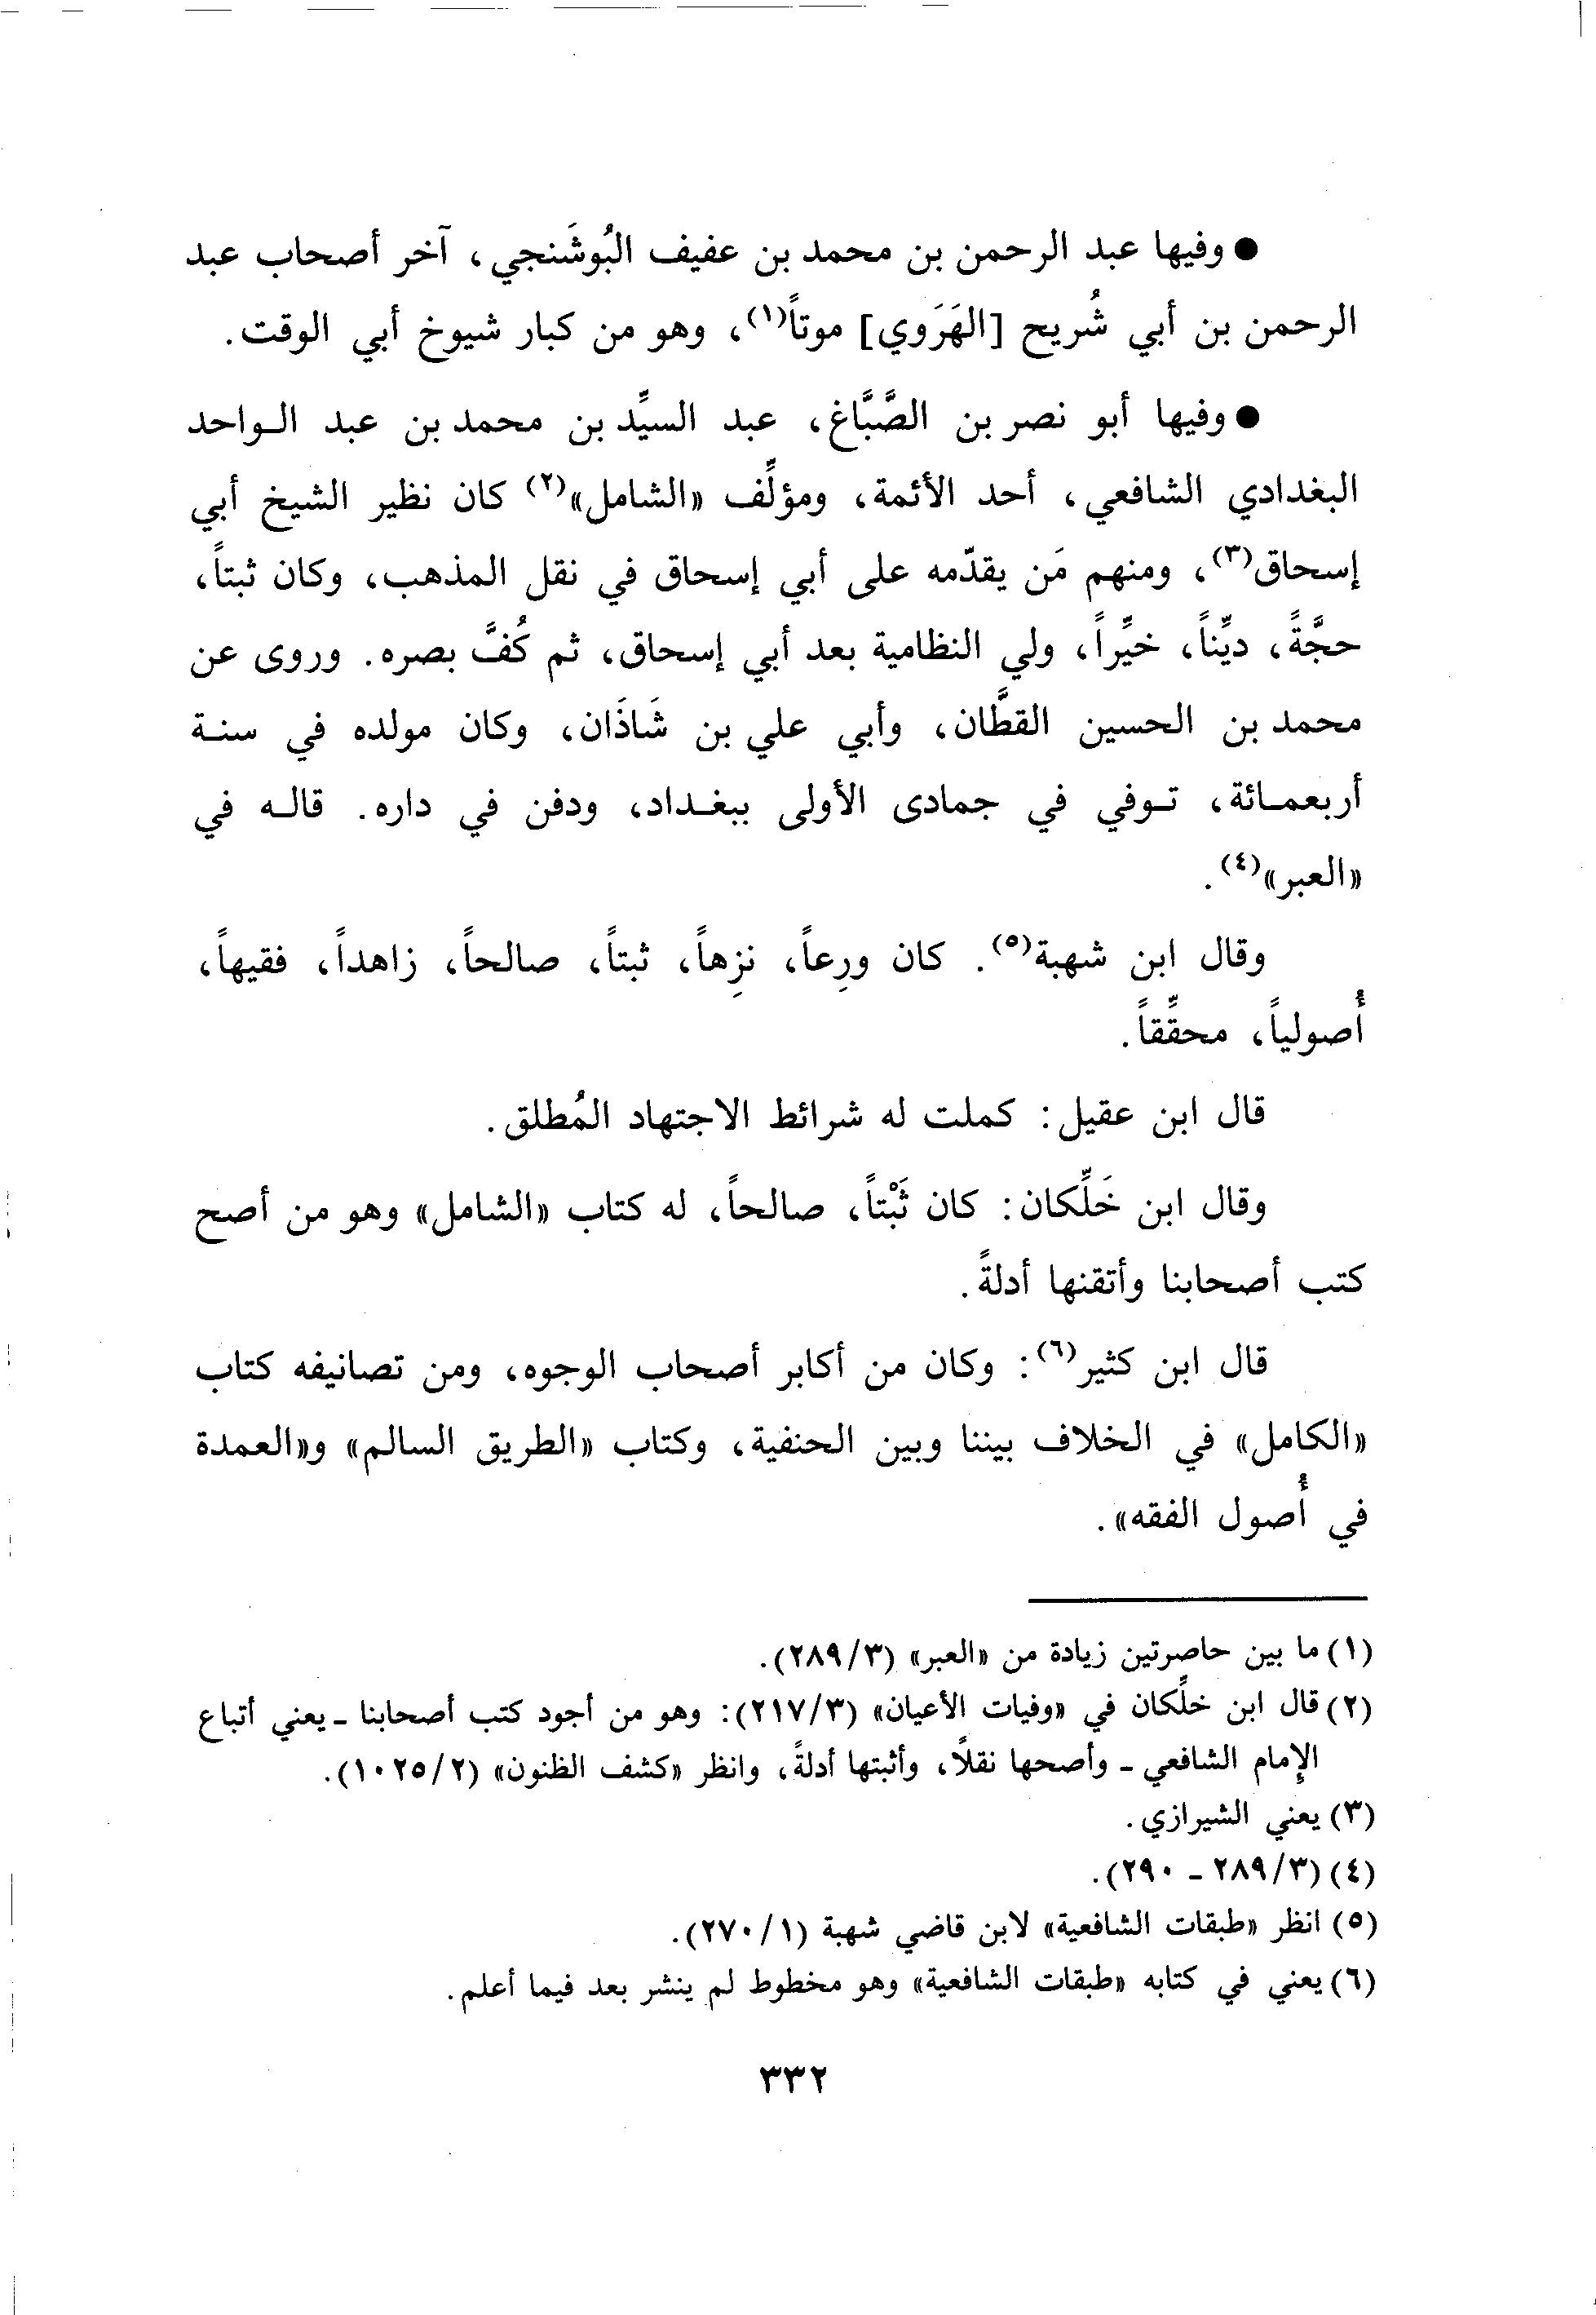 ● وفيها عبد الرحمن بن محمد بن عفيف البُوشَنجي، آخر أصحاب عبد
الرحمن بن أبي شُريح [الهَرَوي] موتاً(١)، وهو من كبار شيوخ أبي الوقت.
● وفيها أبو نصر بن الصَّبَّاغ، عبد السيِّد بن محمد بن عبد الـواحد
البغدادي الشافعي، أحد الأئمة، ومؤلِّف «الشامل»(٢) كان نظير الشيخ أبي
إسحاق(٣)، ومنهم مَن يقدّمه على أبي إسحاق في نقل المذهب، وكان ثبتاً،
حجَّةً، ديِّناً، خيِّراً، ولي النظامية بعد أبي إسحاق، ثم كُفَّ بصره. وروى عن
محمد بن الحسين القطَّان، وأبي علي بن شَاذَان، وكان مولده في سنـة
أربعمـائة، تـوفي في جمادى الأولى ببغـداد، ودفن في داره. قالـه في
«العبر»(٤).
وقال ابن شهبة(٥). كان ورِعاً، نزِهاً، ثبتاً، صالحاً، زاهداً، فقيهاً،
أُصولياً، محقِّقاً.
قال ابن عقيل: كملت له شرائط الاجتهاد المُطلق.
وقال ابن خَلِّكان: كان ثَبْتاً، صالحاً، له كتاب «الشامل» وهو من أصح
كتب أصحابنا وأتقنها أدلةً.
قال ابن كثير(٦): وكان من أكابر أصحاب الوجوه، ومن تصانيفه كتاب
«الكامل» في الخلاف بيننا وبين الحنفية، وكتاب «الطريق السالم» و«العمدة
في أُصول الفقه».
(١) ما بين حاصرتين زيادة من «العبر» (٢٨٩/٣).
(٢) قال ابن خلِّكان في «وفيات الأعيان» (٢١٧/٣): وهو من أجود كتب أصحابنا ـ يعني أتباع
الإمام الشافعي ـ وأصحها نقلاً، وأثبتها أدلةً، وانظر «كشف الظنون» (١٠٢٥/٢).
(٣) يعني الشيرازي.
(٤) (٢٨٩/٣ ـ ٢٩٠).
(٥) انظر «طبقات الشافعية» لابن قاضي شهبة (٢٧٠/١).
(٦) يعني في كتابه «طبقات الشافعية» وهو مخطوط لم ينشر بعد فيما أعلم.
٣٣٢